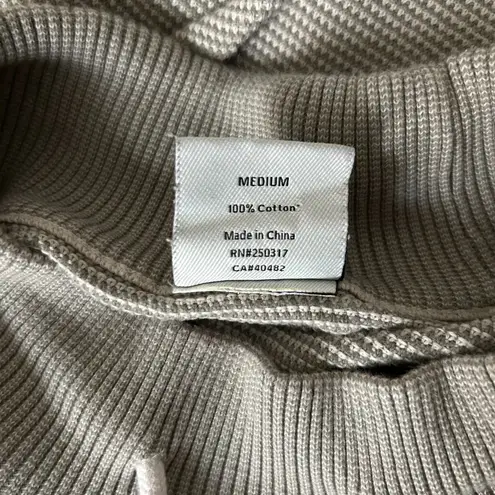 MEDIUM
100% Cotton*
Made in China
RN#250317
CA#40482